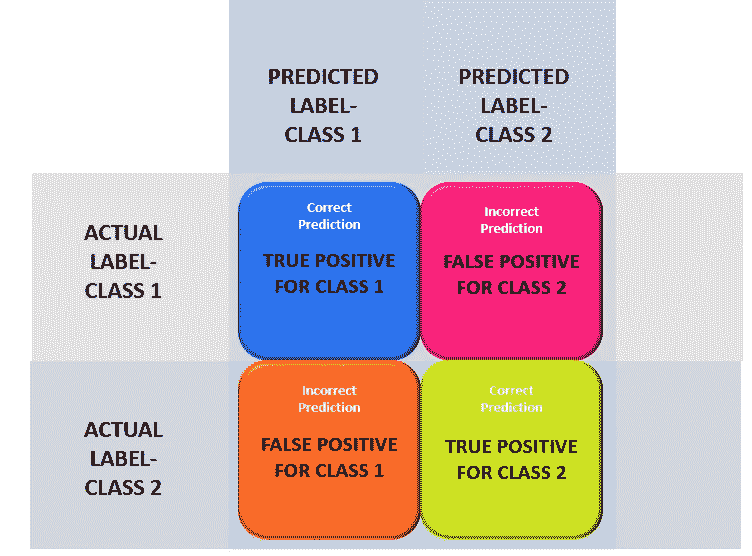 PREDICTED
LABEL-
CLASS 1
PREDICTED
LABEL-
CLASS 2
ACTUAL
LABEL-
CLASS 1
Correct
Prediction
TRUE POSITIVE
FOR CLASS 1
Incorrect
Prediction
FALSE POSITIVE
FOR CLASS 2
ACTUAL
LABEL-
CLASS 2
Incorrect
Prediction
FALSE POSITIVE
FOR CLASS 1
Correct
Prediction
TRUE POSITIVE
FOR CLASS 2